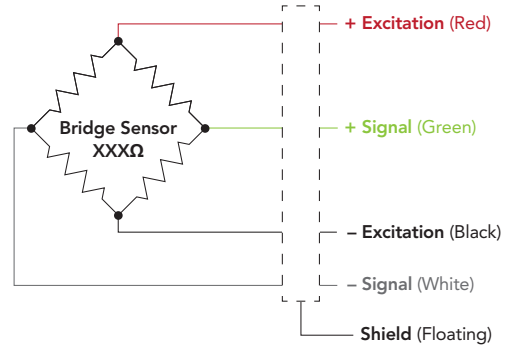 + Excitation (Red)
Bridge Sensor
XXXΩ
+ Signal (Green)
– Excitation (Black)
– Signal (White)
Shield (Floating)